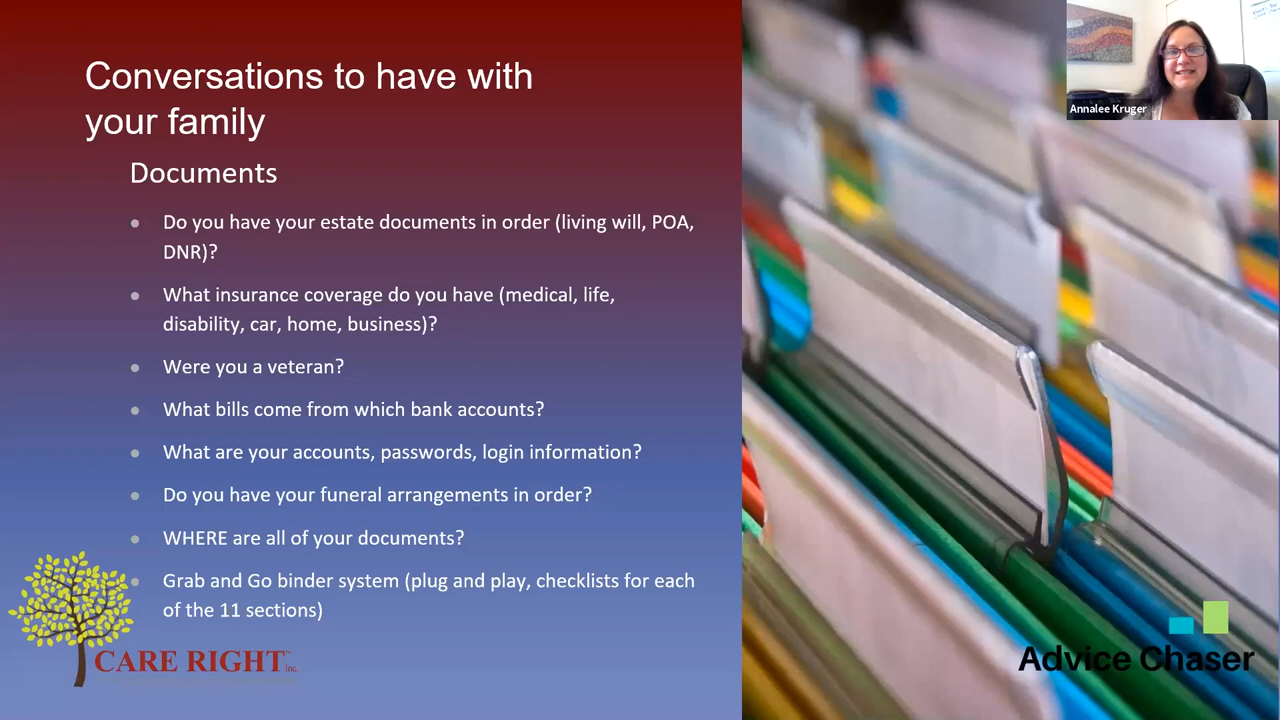 Conversations to have with
your family
Documents
Do you have your estate documents in order (living will, POA,
DNR)?
What insurance coverage do you have (medical, life,
disability, car, home, business)?
Were you a veteran?
What bills come from which bank accounts?
What are your accounts, passwords, login information?
Do you have your funeral arrangements in order?
WHERE are all of your documents?
Grab and Go binder system (plug and play, checklists for each
of the 11 sections)
CARE RIGHT Inc.
Annalee Kruger
Advice Chaser